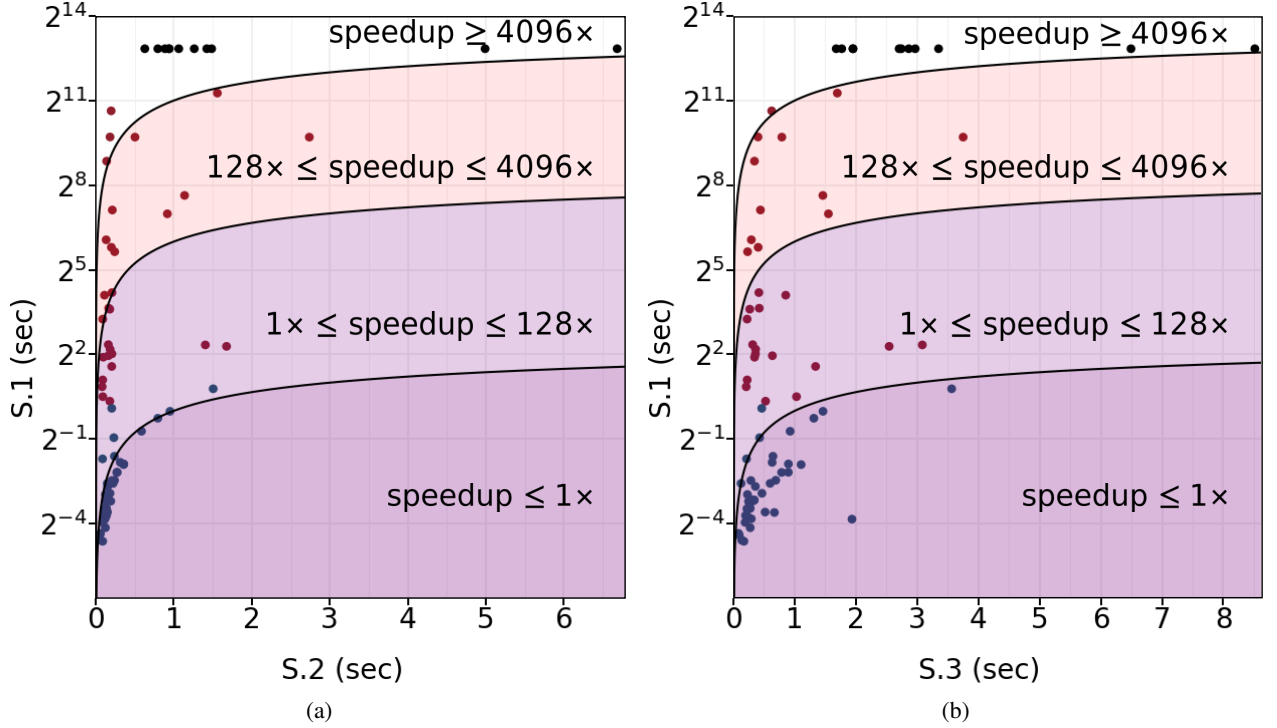 2^14
2^11
2^8
2^5
2^2
2^−1
2^−4
S.1 (sec)
speedup ≥ 4096×
128× ≤ speedup ≤ 4096×
1× ≤ speedup ≤ 128×
speedup ≤ 1×
0 1 2 3 4 5 6
S.2 (sec)
(a)
2^14
2^11
2^8
2^5
2^2
2^−1
2^−4
S.1 (sec)
speedup ≥ 4096×
128× ≤ speedup ≤ 4096×
1× ≤ speedup ≤ 128×
speedup ≤ 1×
0 1 2 3 4 5 6 7 8
S.3 (sec)
(b)